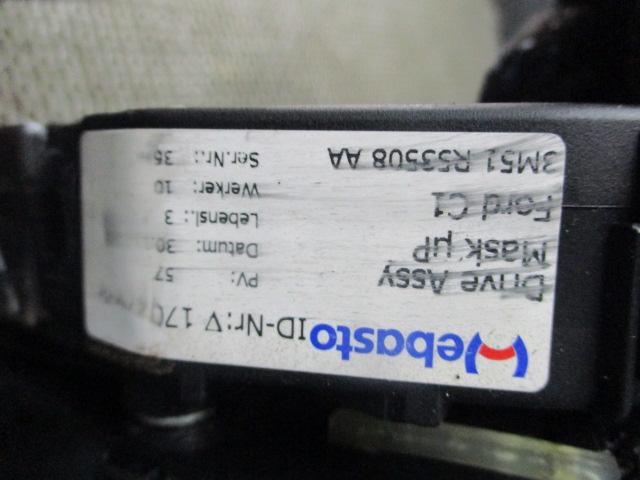 Webasto ID-Nr:∇ 170
Drive Assy PV: 57
Mask µP Datum: 30
Ford C1 Lebensl.: 3
Werker: 10
3M51 R53508 AA Ser.Nr.: 36